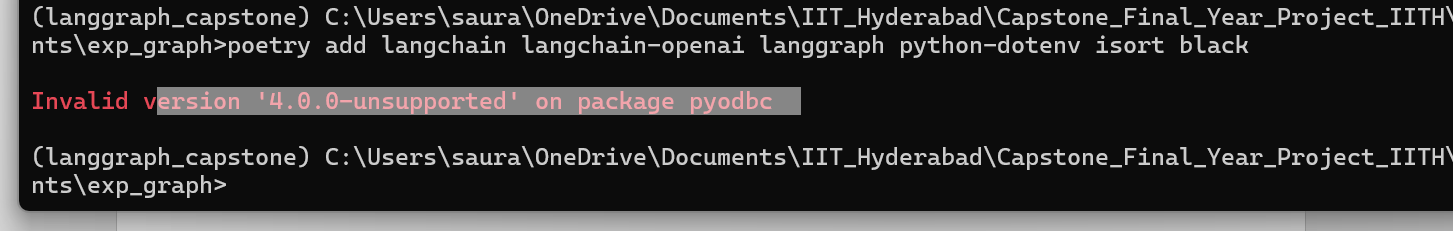 (langgraph_capstone) C:\Users\saura\OneDrive\Documents\IIT_Hyderabad\Capstone_Final_Year_Project_IITH\
nts\exp_graph>poetry add langchain langchain-openai langgraph python-dotenv isort black
Invalid version '4.0.0-unsupported' on package pyodbc
(langgraph_capstone) C:\Users\saura\OneDrive\Documents\IIT_Hyderabad\Capstone_Final_Year_Project_IITH\
nts\exp_graph>